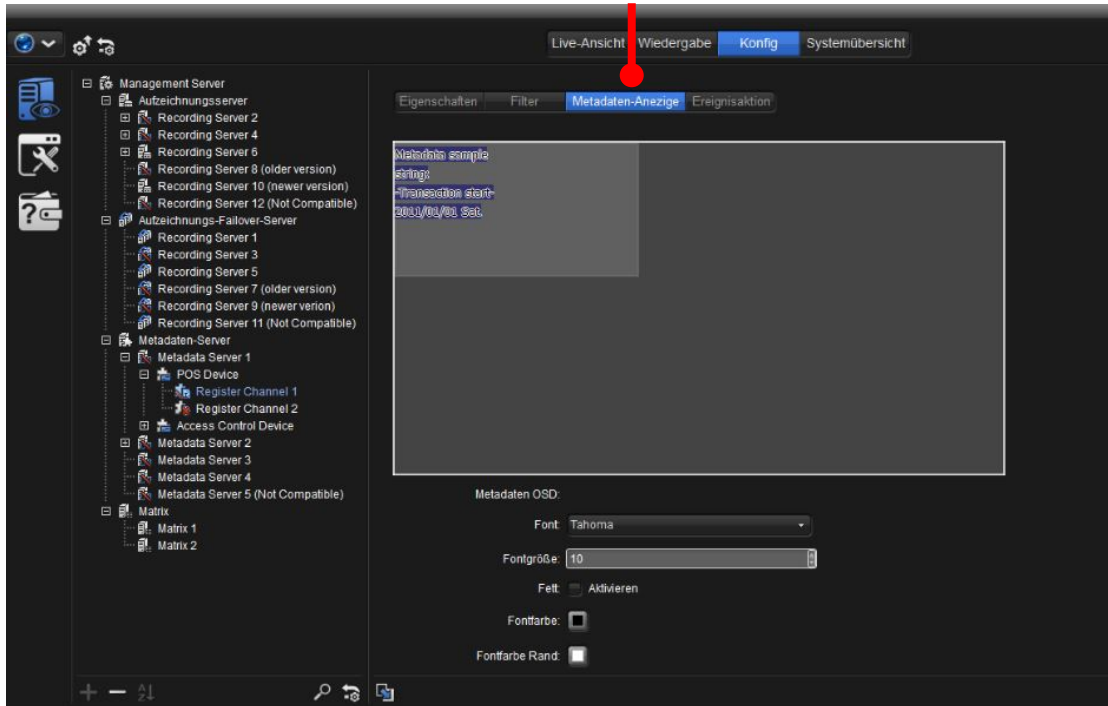 Live-Ansicht Wiedergabe Konfig Systemübersicht
Management Server
Aufzeichnungsserver
Recording Server 2
Recording Server 4
Recording Server 6
Recording Server 8 (older version)
Recording Server 10 (newer version)
Recording Server 12 (Not Compatible)
Aufzeichnungs-Failover-Server
Recording Server 1
Recording Server 3
Recording Server 5
Recording Server 7 (older version)
Recording Server 9 (newer verion)
Recording Server 11 (Not Compatible)
Metadaten-Server
Metadata Server 1
POS Device
Register Channel 1
Register Channel 2
Access Control Device
Metadata Server 2
Metadata Server 3
Metadata Server 4
Metadata Server 5 (Not Compatible)
Matrix
Matrix 1
Matrix 2
Eigenschaften Filter Metadaten-Anezige Ereignisaktion
Metadata sample
string:
-Transaction start-
2011/01/01 Sat.
Metadaten OSD:
Font: Tahoma
Fontgröße: 10
Fett: Aktivieren
Fontfarbe:
Fontfarbe Rand: